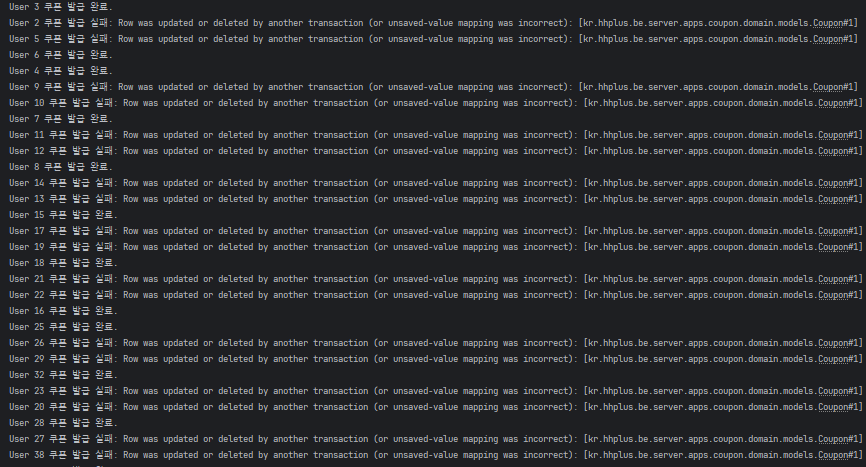 User 3 쿠폰 발급 완료.
User 2 쿠폰 발급 실패: Row was updated or deleted by another transaction (or unsaved-value mapping was incorrect): [kr.hhplus.be.server.apps.coupon.domain.models.Coupon#1]
User 5 쿠폰 발급 실패: Row was updated or deleted by another transaction (or unsaved-value mapping was incorrect): [kr.hhplus.be.server.apps.coupon.domain.models.Coupon#1]
User 6 쿠폰 발급 완료.
User 4 쿠폰 발급 완료.
User 9 쿠폰 발급 실패: Row was updated or deleted by another transaction (or unsaved-value mapping was incorrect): [kr.hhplus.be.server.apps.coupon.domain.models.Coupon#1]
User 10 쿠폰 발급 실패: Row was updated or deleted by another transaction (or unsaved-value mapping was incorrect): [kr.hhplus.be.server.apps.coupon.domain.models.Coupon#1]
User 7 쿠폰 발급 완료.
User 11 쿠폰 발급 실패: Row was updated or deleted by another transaction (or unsaved-value mapping was incorrect): [kr.hhplus.be.server.apps.coupon.domain.models.Coupon#1]
User 12 쿠폰 발급 실패: Row was updated or deleted by another transaction (or unsaved-value mapping was incorrect): [kr.hhplus.be.server.apps.coupon.domain.models.Coupon#1]
User 8 쿠폰 발급 완료.
User 14 쿠폰 발급 실패: Row was updated or deleted by another transaction (or unsaved-value mapping was incorrect): [kr.hhplus.be.server.apps.coupon.domain.models.Coupon#1]
User 13 쿠폰 발급 실패: Row was updated or deleted by another transaction (or unsaved-value mapping was incorrect): [kr.hhplus.be.server.apps.coupon.domain.models.Coupon#1]
User 15 쿠폰 발급 완료.
User 17 쿠폰 발급 실패: Row was updated or deleted by another transaction (or unsaved-value mapping was incorrect): [kr.hhplus.be.server.apps.coupon.domain.models.Coupon#1]
User 19 쿠폰 발급 실패: Row was updated or deleted by another transaction (or unsaved-value mapping was incorrect): [kr.hhplus.be.server.apps.coupon.domain.models.Coupon#1]
User 18 쿠폰 발급 완료.
User 21 쿠폰 발급 실패: Row was updated or deleted by another transaction (or unsaved-value mapping was incorrect): [kr.hhplus.be.server.apps.coupon.domain.models.Coupon#1]
User 22 쿠폰 발급 실패: Row was updated or deleted by another transaction (or unsaved-value mapping was incorrect): [kr.hhplus.be.server.apps.coupon.domain.models.Coupon#1]
User 16 쿠폰 발급 완료.
User 25 쿠폰 발급 완료.
User 26 쿠폰 발급 실패: Row was updated or deleted by another transaction (or unsaved-value mapping was incorrect): [kr.hhplus.be.server.apps.coupon.domain.models.Coupon#1]
User 29 쿠폰 발급 실패: Row was updated or deleted by another transaction (or unsaved-value mapping was incorrect): [kr.hhplus.be.server.apps.coupon.domain.models.Coupon#1]
User 32 쿠폰 발급 완료.
User 23 쿠폰 발급 실패: Row was updated or deleted by another transaction (or unsaved-value mapping was incorrect): [kr.hhplus.be.server.apps.coupon.domain.models.Coupon#1]
User 20 쿠폰 발급 실패: Row was updated or deleted by another transaction (or unsaved-value mapping was incorrect): [kr.hhplus.be.server.apps.coupon.domain.models.Coupon#1]
User 28 쿠폰 발급 완료.
User 27 쿠폰 발급 실패: Row was updated or deleted by another transaction (or unsaved-value mapping was incorrect): [kr.hhplus.be.server.apps.coupon.domain.models.Coupon#1]
User 38 쿠폰 발급 실패: Row was updated or deleted by another transaction (or unsaved-value mapping was incorrect): [kr.hhplus.be.server.apps.coupon.domain.models.Coupon#1]